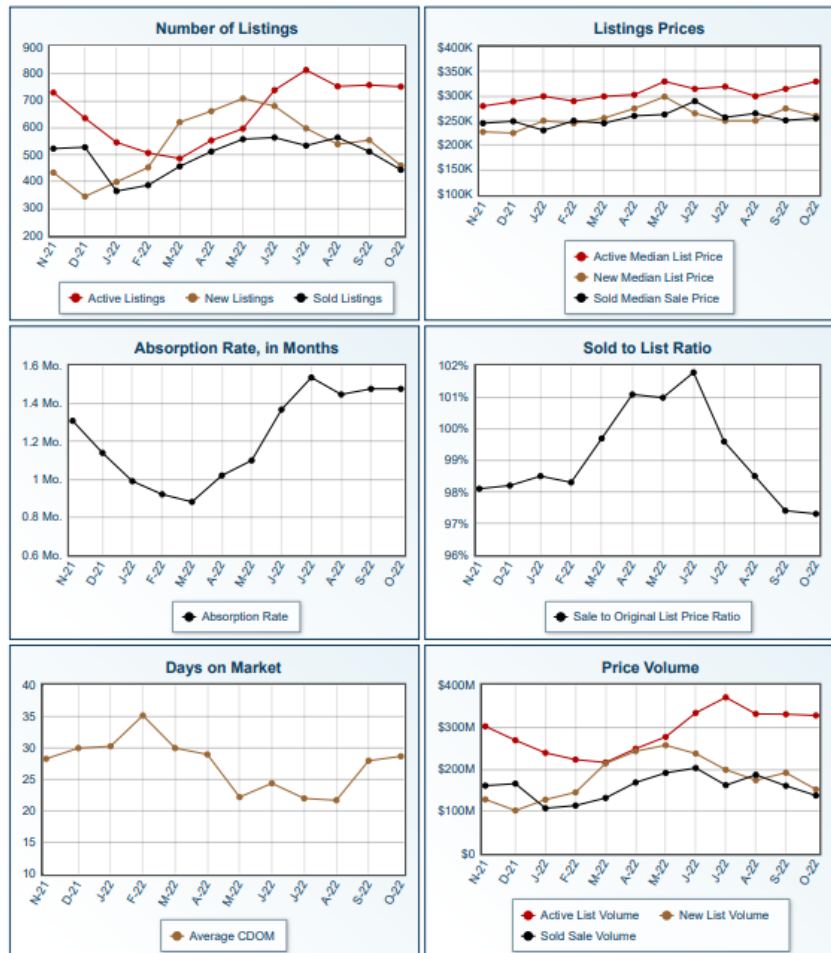 Number of Listings
900
800
700
600
500
400
300
200
N-21 D-21 J-22 F-22 M-22 A-22 M-22 J-22 J-22 A-22 S-22 O-22
Active Listings New Listings Sold Listings
Listings Prices
$400K
$350K
$300K
$250K
$200K
$150K
$100K
N-21 D-21 J-22 F-22 M-22 A-22 M-22 J-22 J-22 A-22 S-22 O-22
Active Median List Price
New Median List Price
Sold Median Sale Price
Absorption Rate, in Months
1.6 Mo.
1.4 Mo.
1.2 Mo.
1 Mo.
0.8 Mo.
0.6 Mo.
N-21 D-21 J-22 F-22 M-22 A-22 M-22 J-22 J-22 A-22 S-22 O-22
Absorption Rate
Sold to List Ratio
102%
101%
100%
99%
98%
97%
96%
N-21 D-21 J-22 F-22 M-22 A-22 M-22 J-22 J-22 A-22 S-22 O-22
Sale to Original List Price Ratio
Days on Market
40
35
30
25
20
15
10
N-21 D-21 J-22 F-22 M-22 A-22 M-22 J-22 J-22 A-22 S-22 O-22
Average CDOM
Price Volume
$400M
$300M
$200M
$100M
$0
N-21 D-21 J-22 F-22 M-22 A-22 M-22 J-22 J-22 A-22 S-22 O-22
Active List Volume New List Volume
Sold Sale Volume